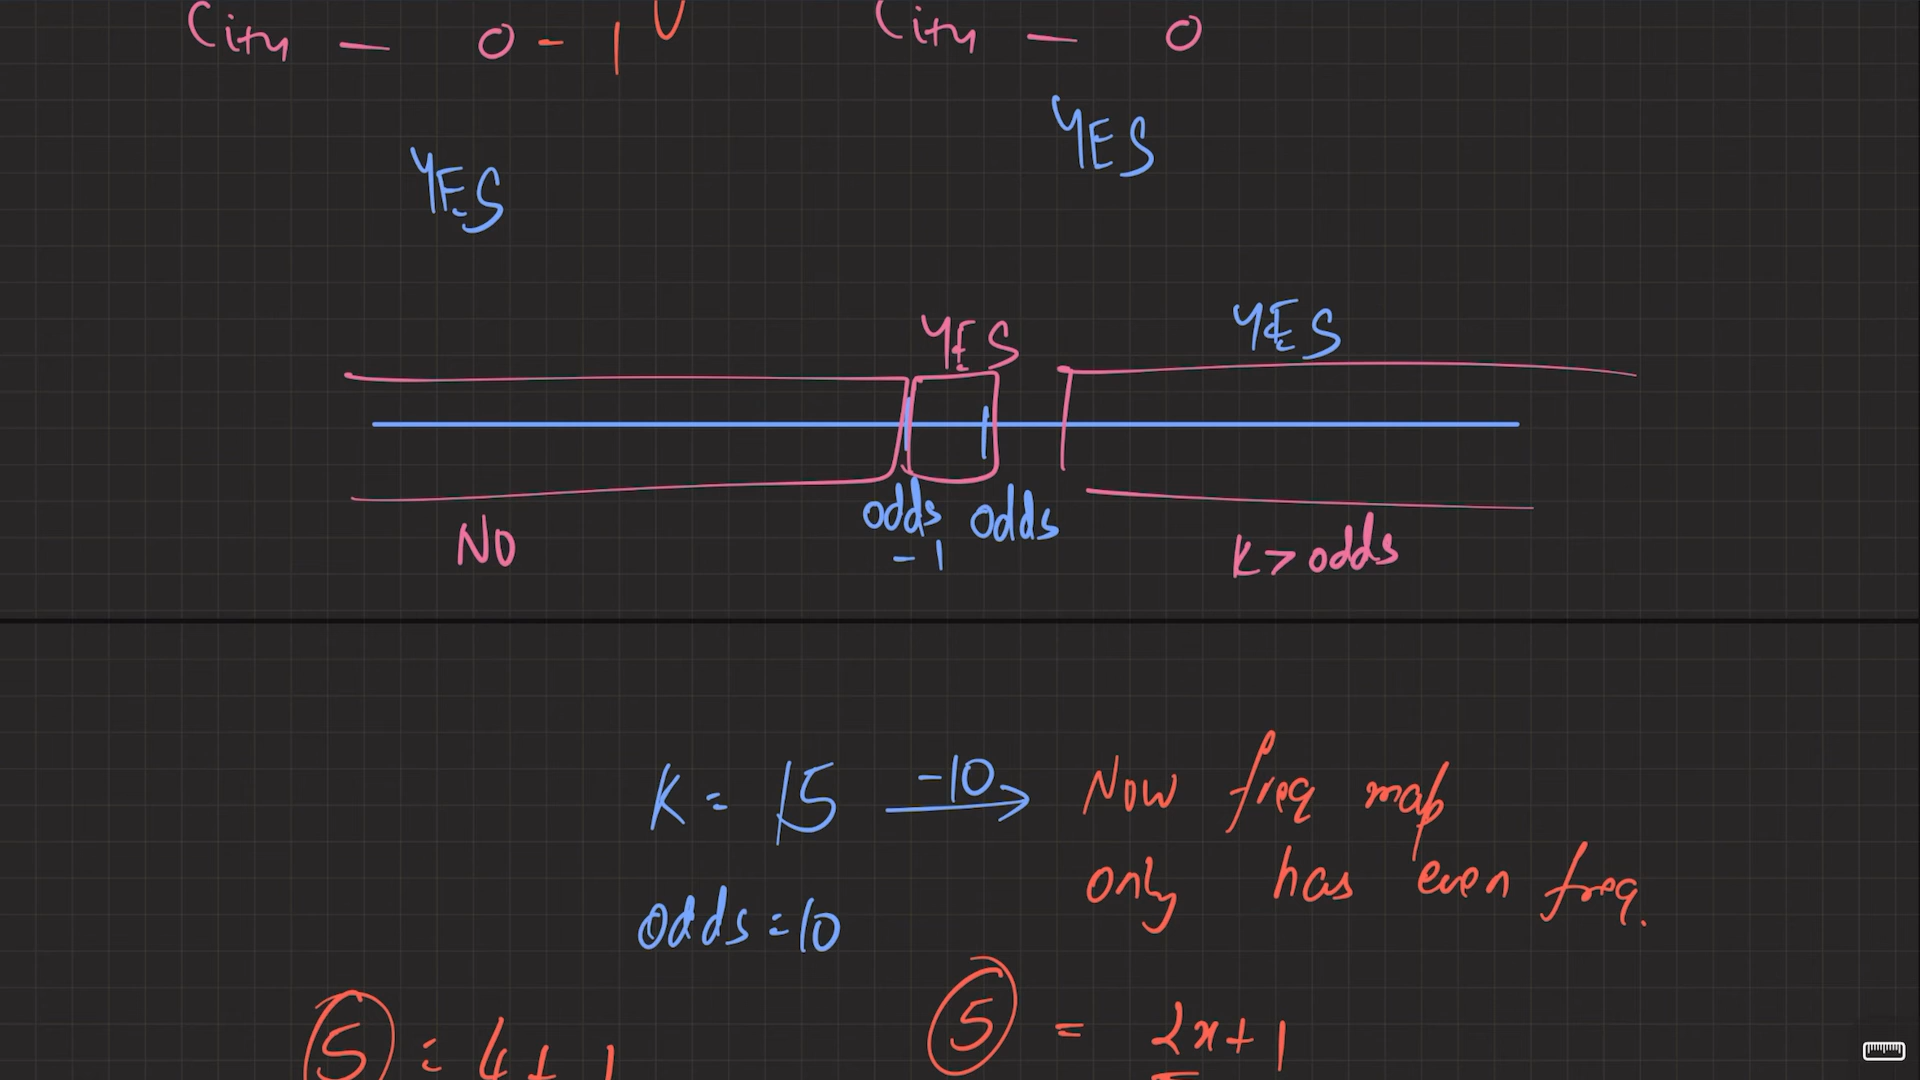 City — 0 - 1
City — 0
YES
YES
YES
YES
odds - 1
odds
NO
K > odds
K = 15
-10
Now freq map
only has even freq.
odds = 10
5 = 4 + 1
5 = 2x + 1